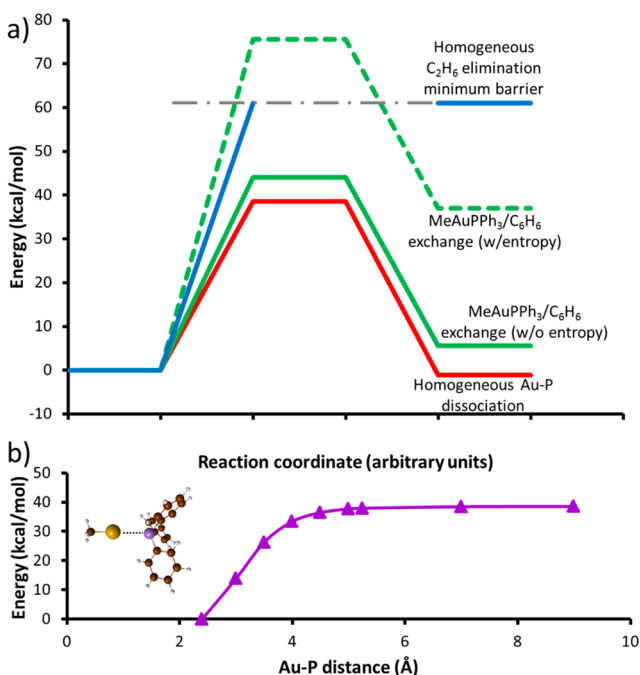 a)
80
70
60
50
40
30
20
10
0
-10
Energy (kcal/mol)
Homogeneous
C₂H₆ elimination
minimum barrier
MeAuPPh₃/C₆H₆
exchange (w/entropy)
MeAuPPh₃/C₆H₆
exchange (w/o entropy)
Homogeneous Au-P
dissociation
Reaction coordinate (arbitrary units)
b)
50
40
30
20
10
0
Energy (kcal/mol)
0 2 4 6 8 10
Au-P distance (Å)